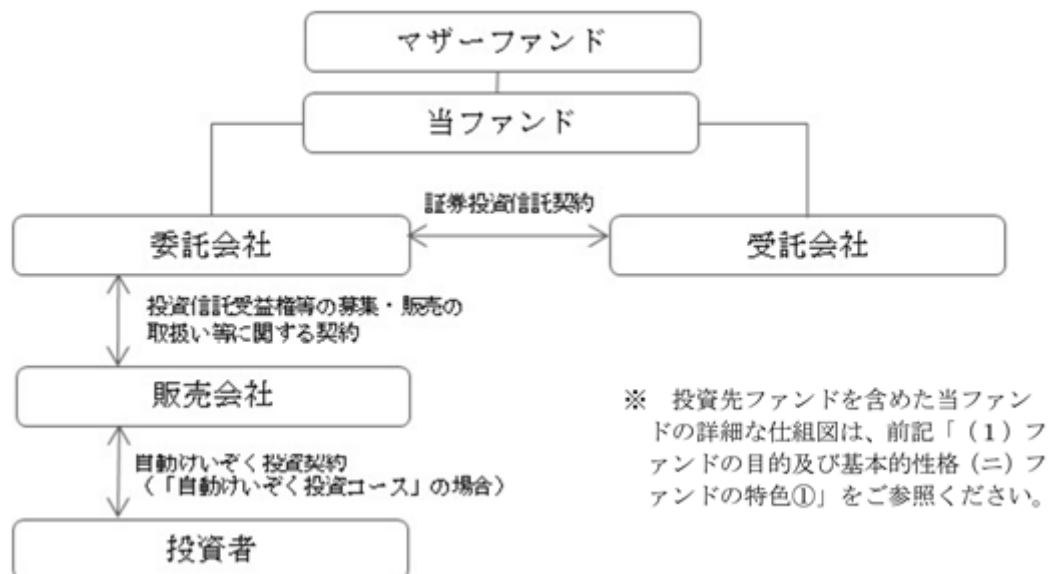 マザーファンド
当ファンド
証券投資信託契約
委託会社
受託会社
投資信託受益権等の募集・販売の
取扱い等に関する契約
販売会社
※　投資先ファンドを含めた当ファン
ドの詳細な仕組図は、前記「（１）フ
ァンドの目的及び基本的性格（ニ）フ
ァンドの特色①」をご参照ください。
自動けいぞく投資契約
（「自動けいぞく投資コース」の場合）
投資者